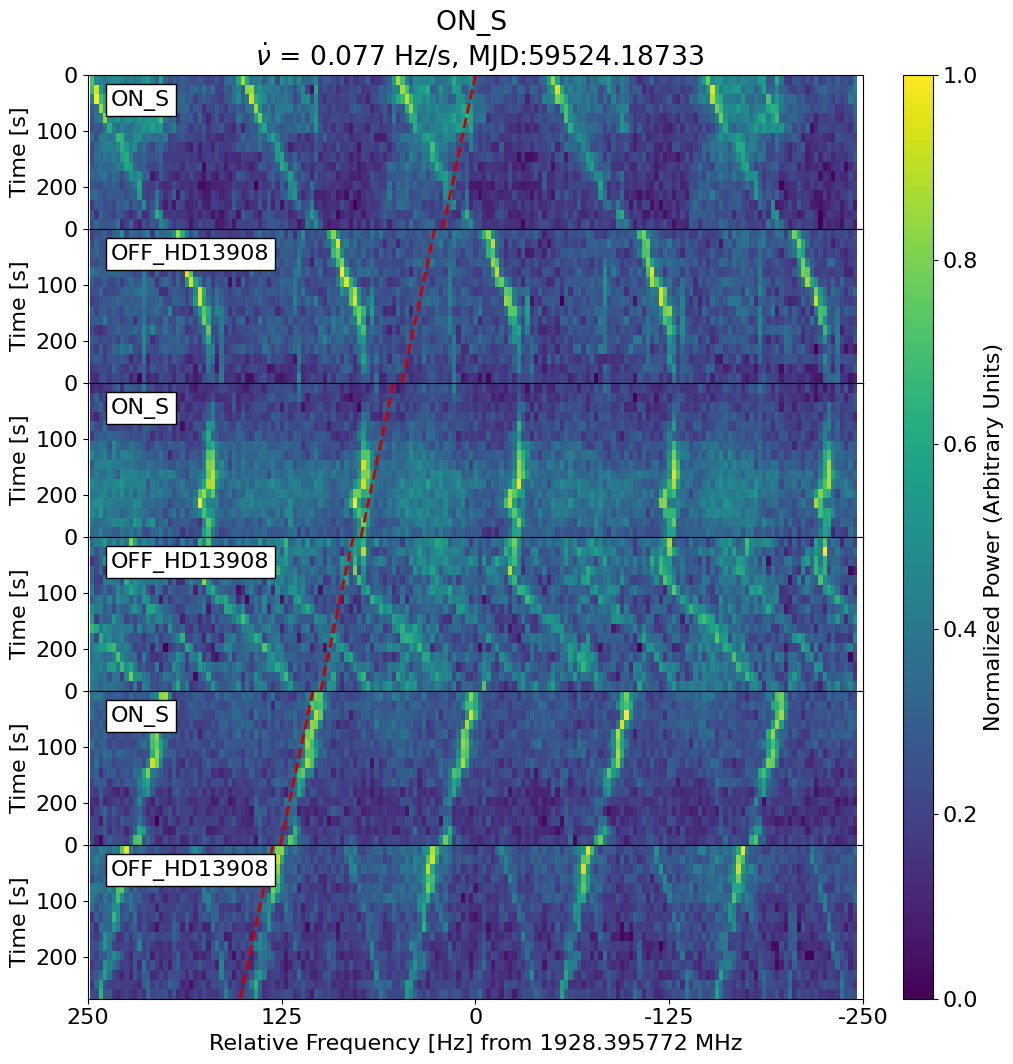 ON_S
ν̇ = 0.077 Hz/s, MJD:59524.18733
0
100
200
Time [s]
ON_S
0
100
200
Time [s]
OFF_HD13908
0
100
200
Time [s]
ON_S
0
100
200
Time [s]
OFF_HD13908
0
100
200
Time [s]
ON_S
0
100
200
Time [s]
OFF_HD13908
250
125
0
-125
-250
Relative Frequency [Hz] from 1928.395772 MHz
1.0
0.8
0.6
0.4
0.2
0.0
Normalized Power (Arbitrary Units)